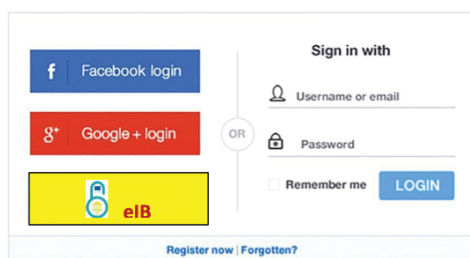 f Facebook login
g+ Google + login
eIB
OR
Sign in with
Username or email
Password
Remember me LOGIN
Register now | Forgotten?